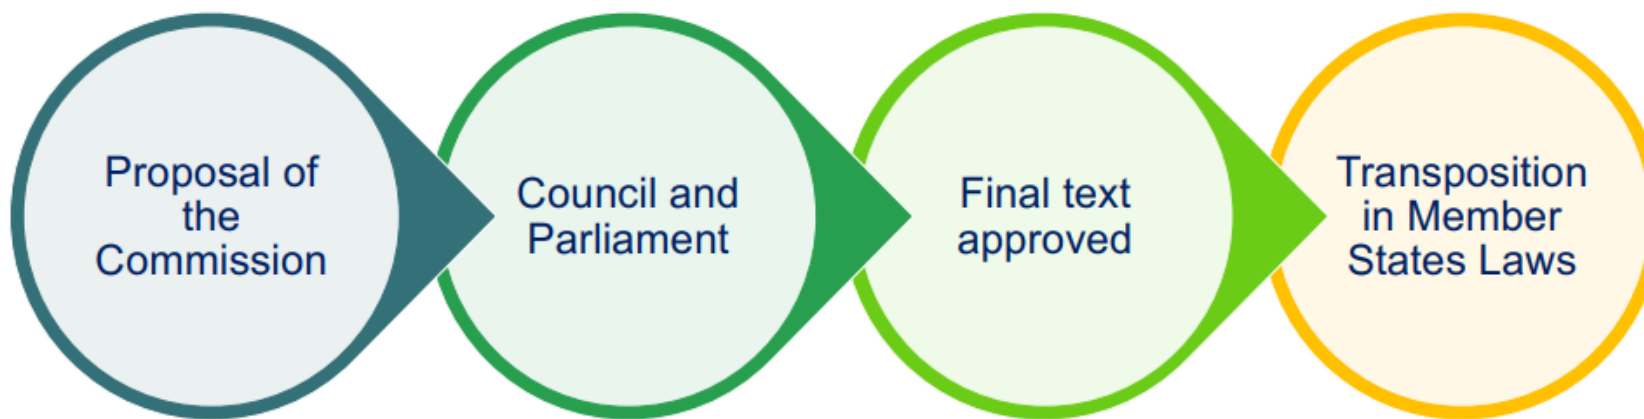 Proposal of
the
Commission
Council and
Parliament
Final text
approved
Transposition
in Member
States Laws